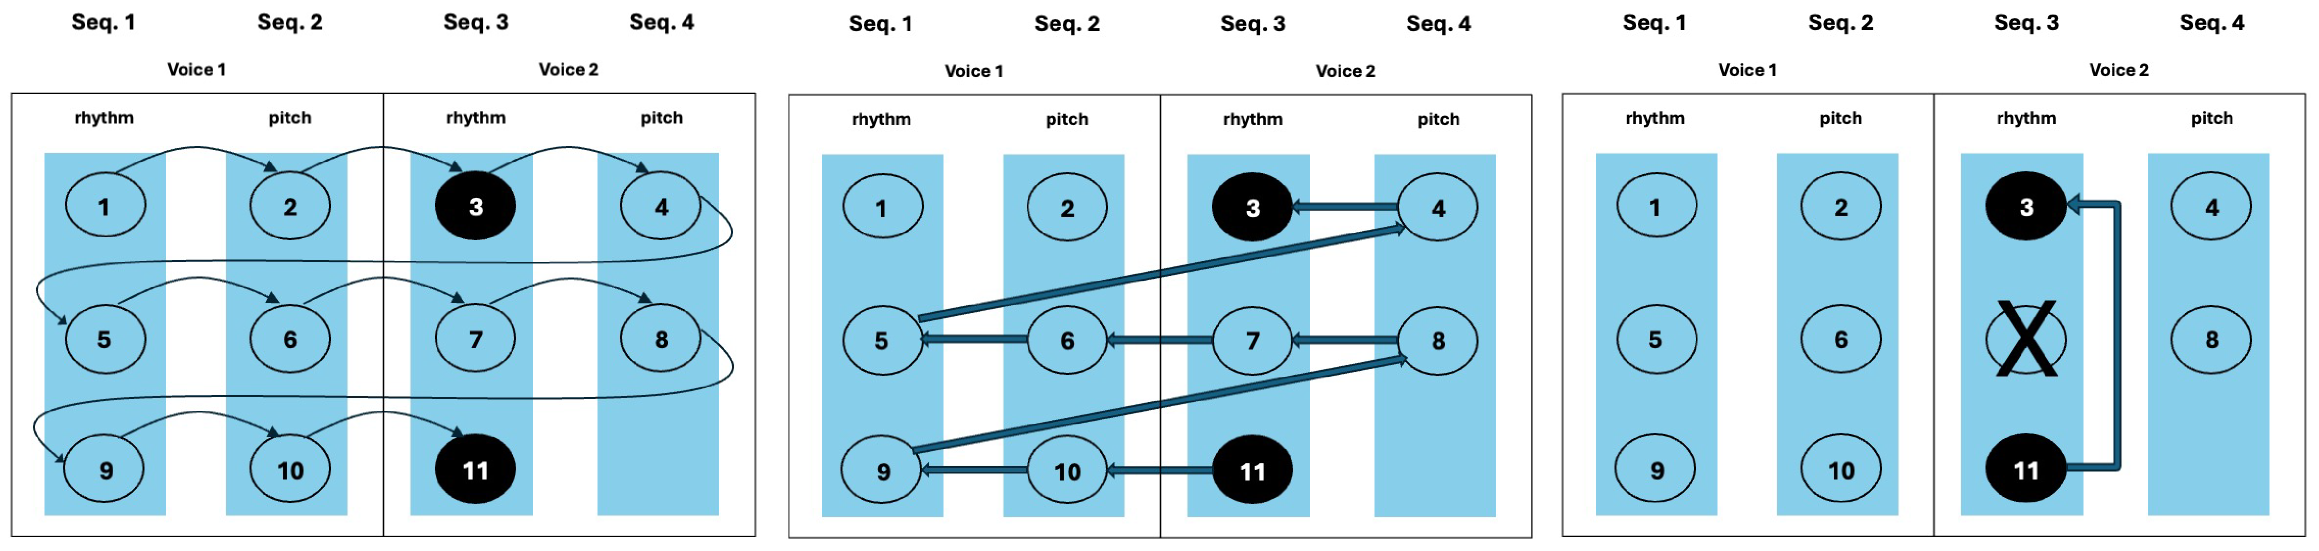 Seq. 1 Seq. 2 Seq. 3 Seq. 4
Voice 1 Voice 2
rhythm pitch rhythm pitch
1 2 3 4
5 6 7 8
9 10 11
Seq. 1 Seq. 2 Seq. 3 Seq. 4
Voice 1 Voice 2
rhythm pitch rhythm pitch
1 2 3 4
5 6 7 8
9 10 11
Seq. 1 Seq. 2 Seq. 3 Seq. 4
Voice 1 Voice 2
rhythm pitch rhythm pitch
1 2 3 4
5 6 X 8
9 10 11